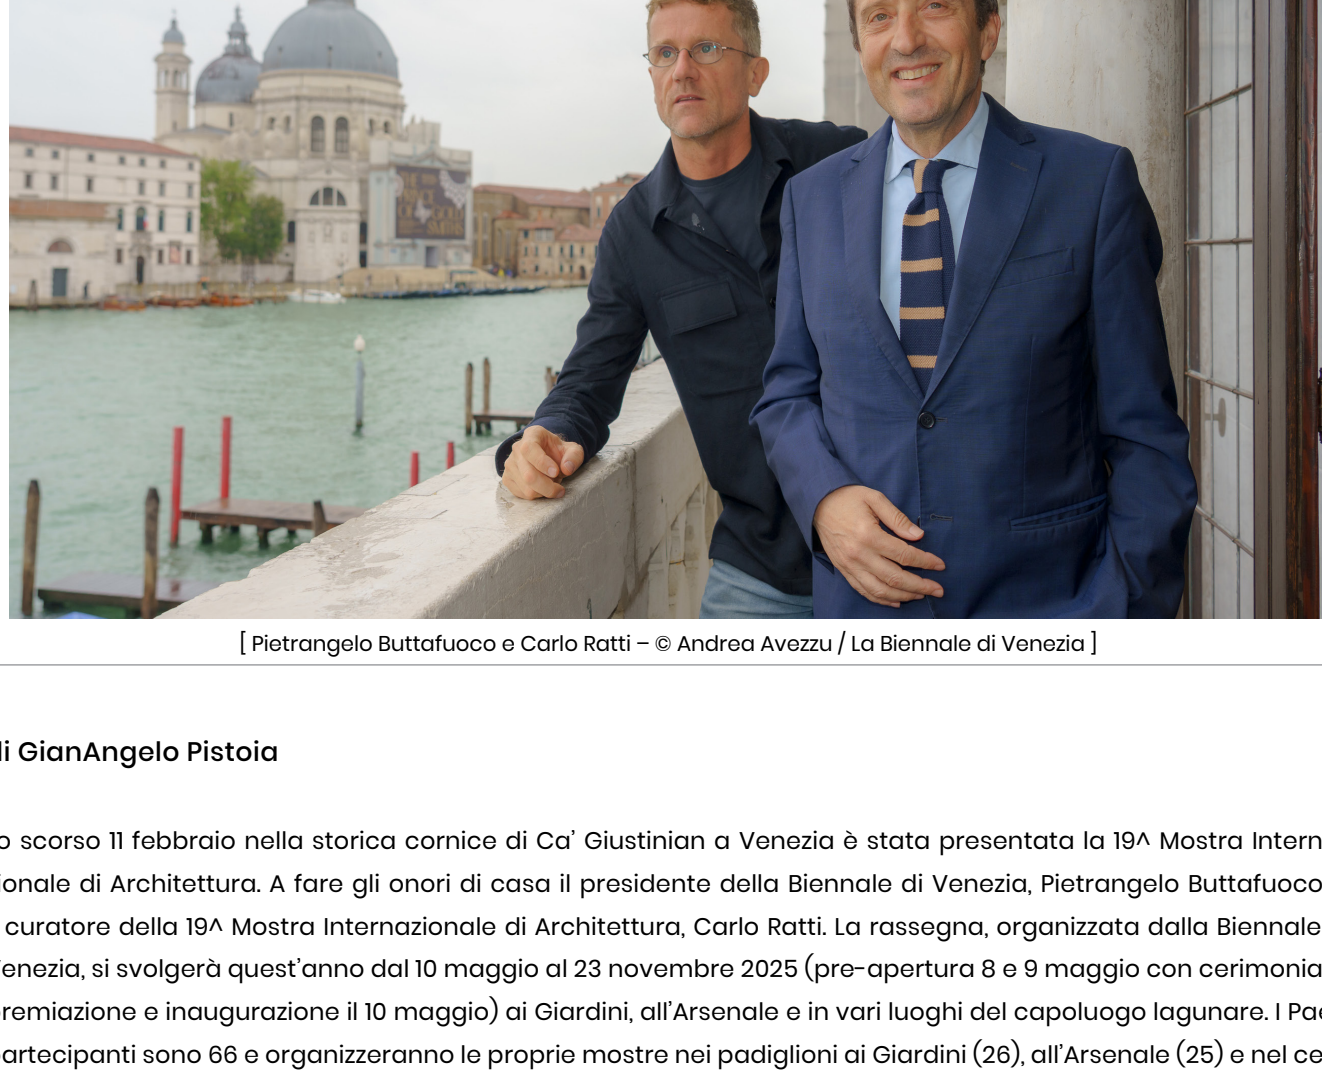 [ Pietrangelo Buttafuoco e Carlo Ratti – © Andrea Avezzu / La Biennale di Venezia ]
di GianAngelo Pistoia
o scorso 11 febbraio nella storica cornice di Ca’ Giustinian a Venezia è stata presentata la 19^ Mostra Intern
ionale di Architettura. A fare gli onori di casa il presidente della Biennale di Venezia, Pietrangelo Buttafuoco
curatore della 19^ Mostra Internazionale di Architettura, Carlo Ratti. La rassegna, organizzata dalla Biennale
Venezia, si svolgerà quest’anno dal 10 maggio al 23 novembre 2025 (pre-apertura 8 e 9 maggio con cerimonia
premiazione e inaugurazione il 10 maggio) ai Giardini, all’Arsenale e in vari luoghi del capoluogo lagunare. I Pae
partecipanti sono 66 e organizzeranno le proprie mostre nei padiglioni ai Giardini (26), all’Arsenale (25) e nel ce